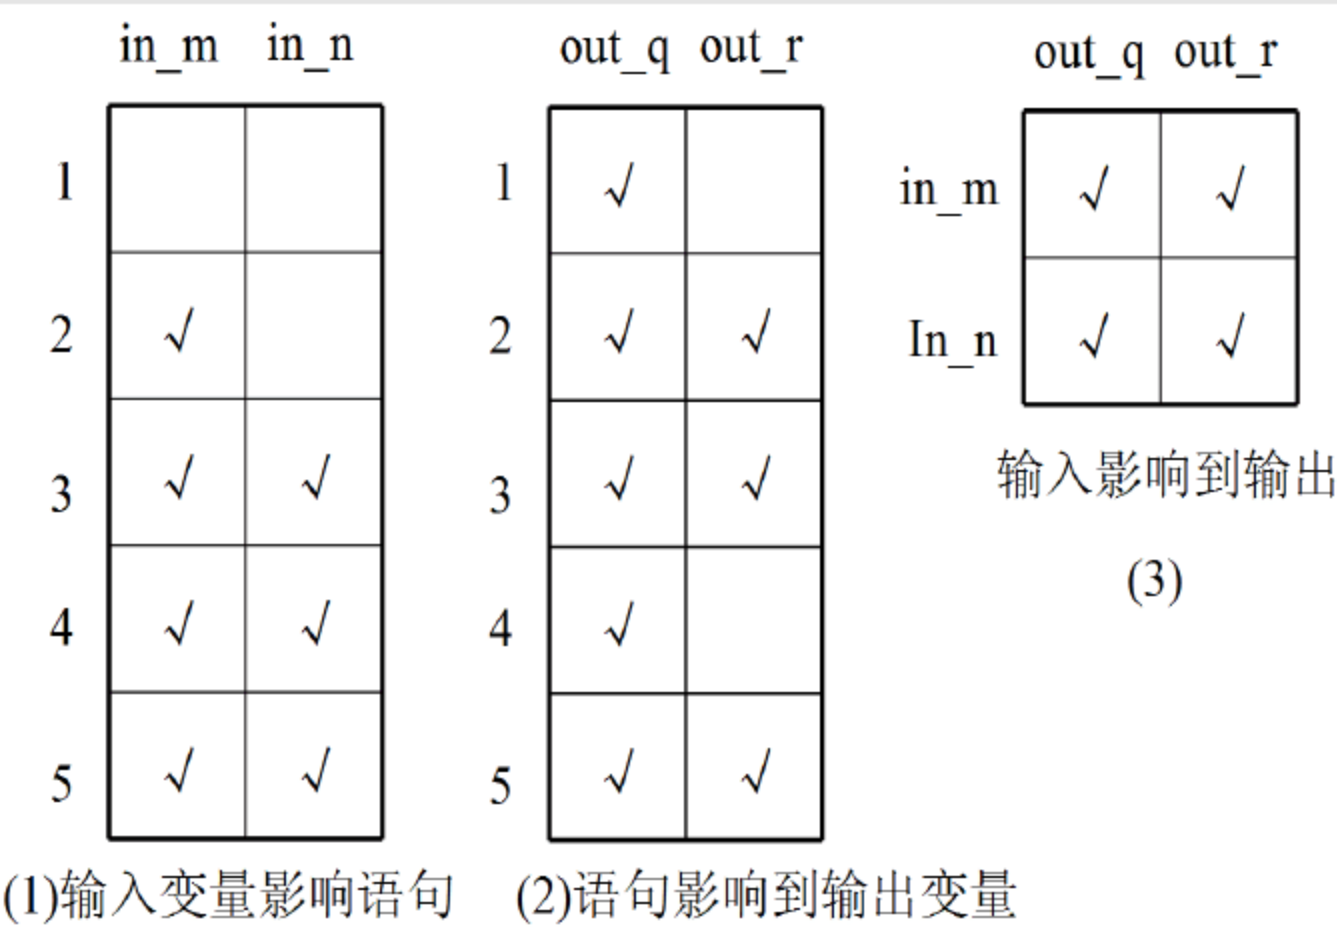 in_m in_n
1
2 √
3 √ √
4 √ √
5 √ √
(1)输入变量影响语句
out_q out_r
1 √
2 √ √
3 √ √
4 √
5 √ √
(2)语句影响到输出变量
out_q out_r
in_m √ √
In_n √ √
输入影响到输出
(3)